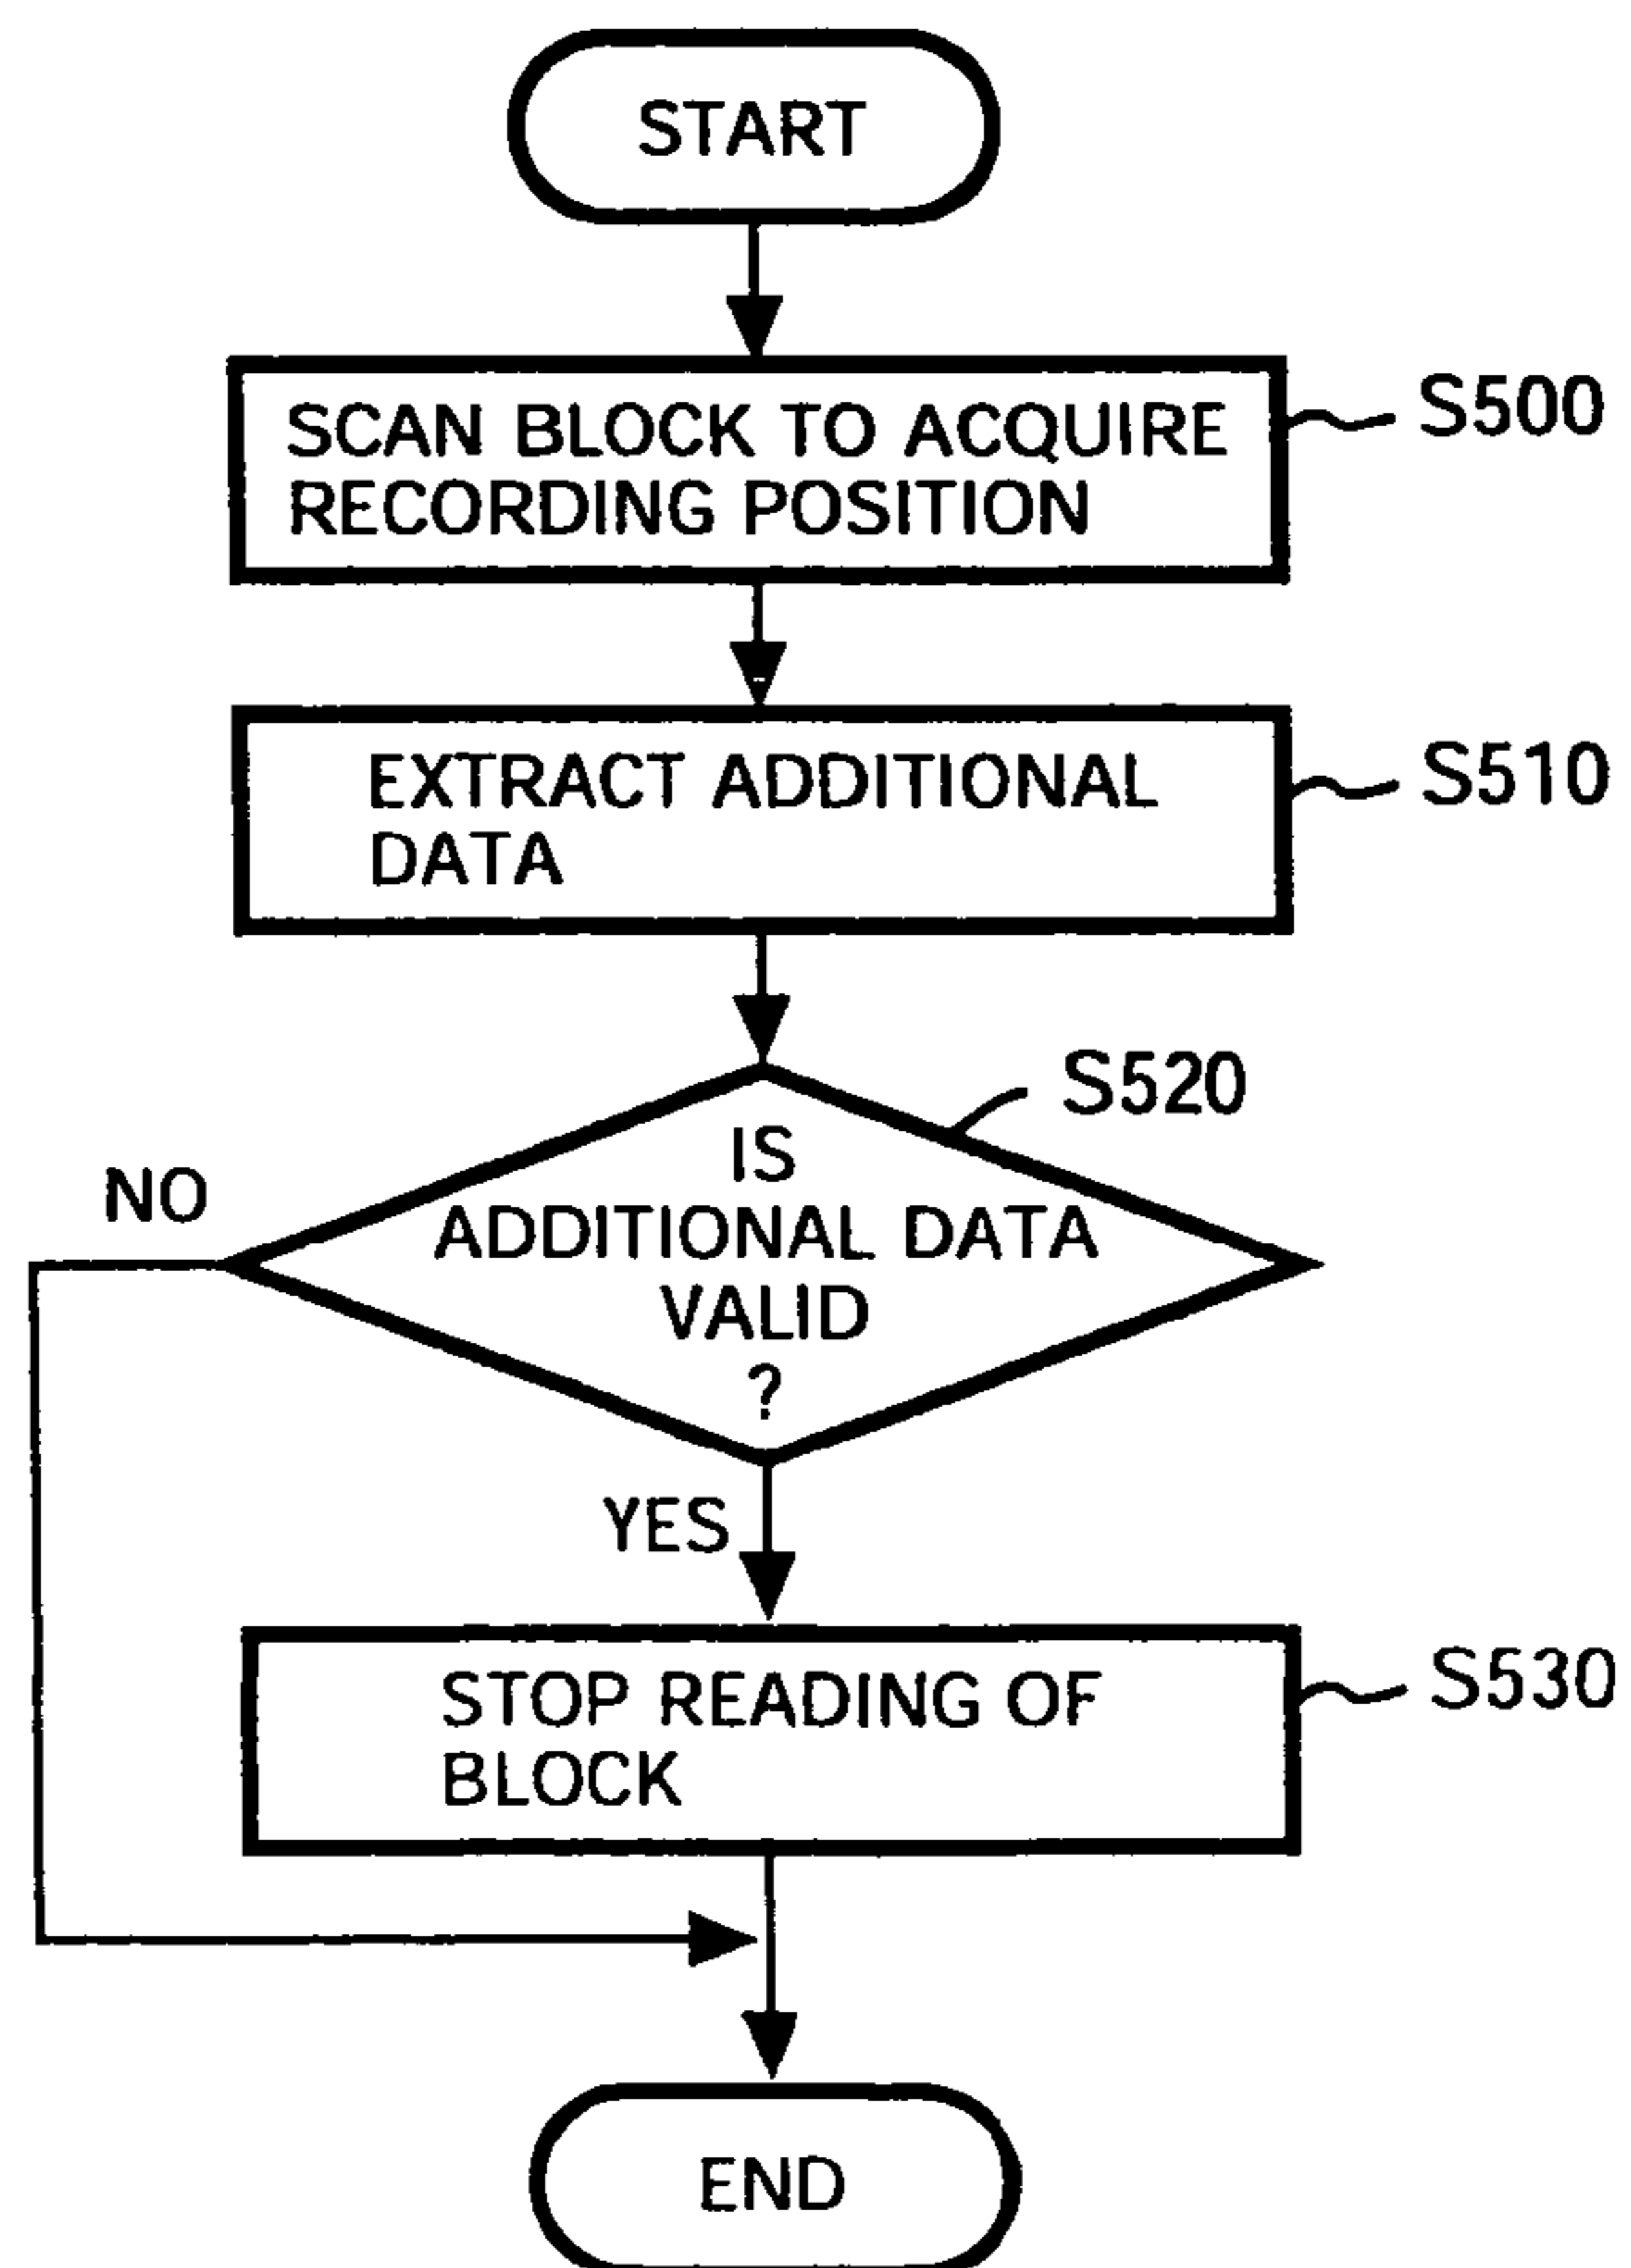 START
SCAN BLOCK TO ACQUIRE
RECORDING POSITION
S500
EXTRACT ADDITIONAL
DATA
S510
S520
IS
ADDITIONAL DATA
VALID
?
NO
YES
STOP READING OF
BLOCK
S530
END